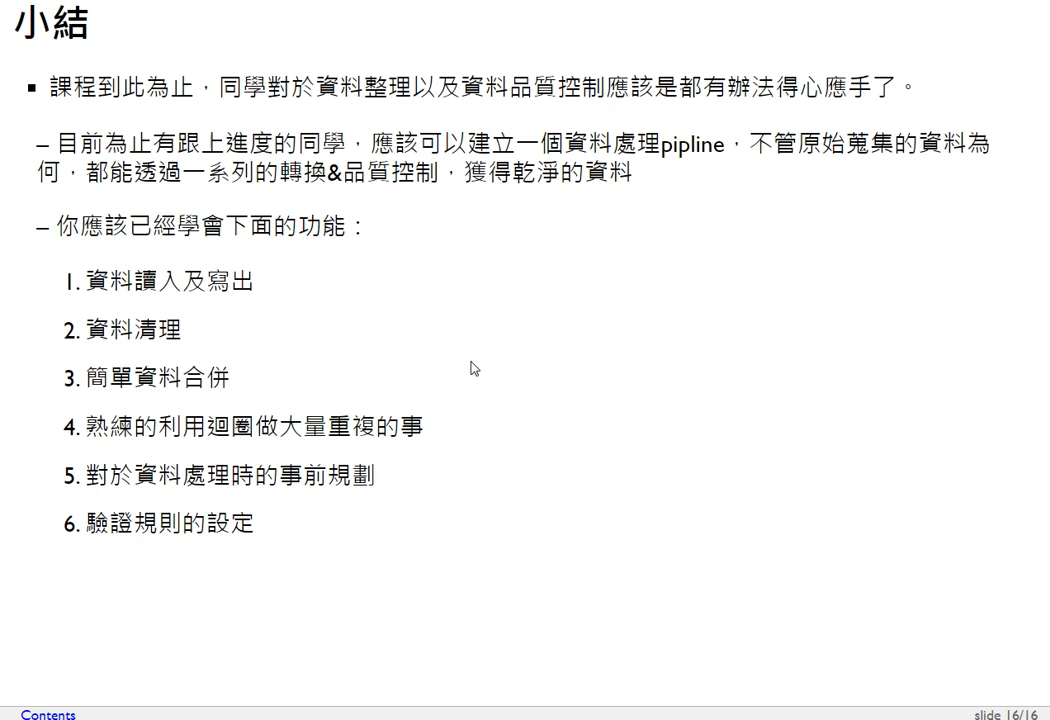 小結
▪ 課程到此為止，同學對於資料整理以及資料品質控制應該是都有辦法得心應手了。
– 目前為止有跟上進度的同學，應該可以建立一個資料處理pipline，不管原始蒐集的資料為
何，都能透過一系列的轉換&品質控制，獲得乾淨的資料
– 你應該已經學會下面的功能：
1. 資料讀入及寫出
2. 資料清理
3. 簡單資料合併
4. 熟練的利用迴圈做大量重複的事
5. 對於資料處理時的事前規劃
6. 驗證規則的設定
Contents
slide 16/16